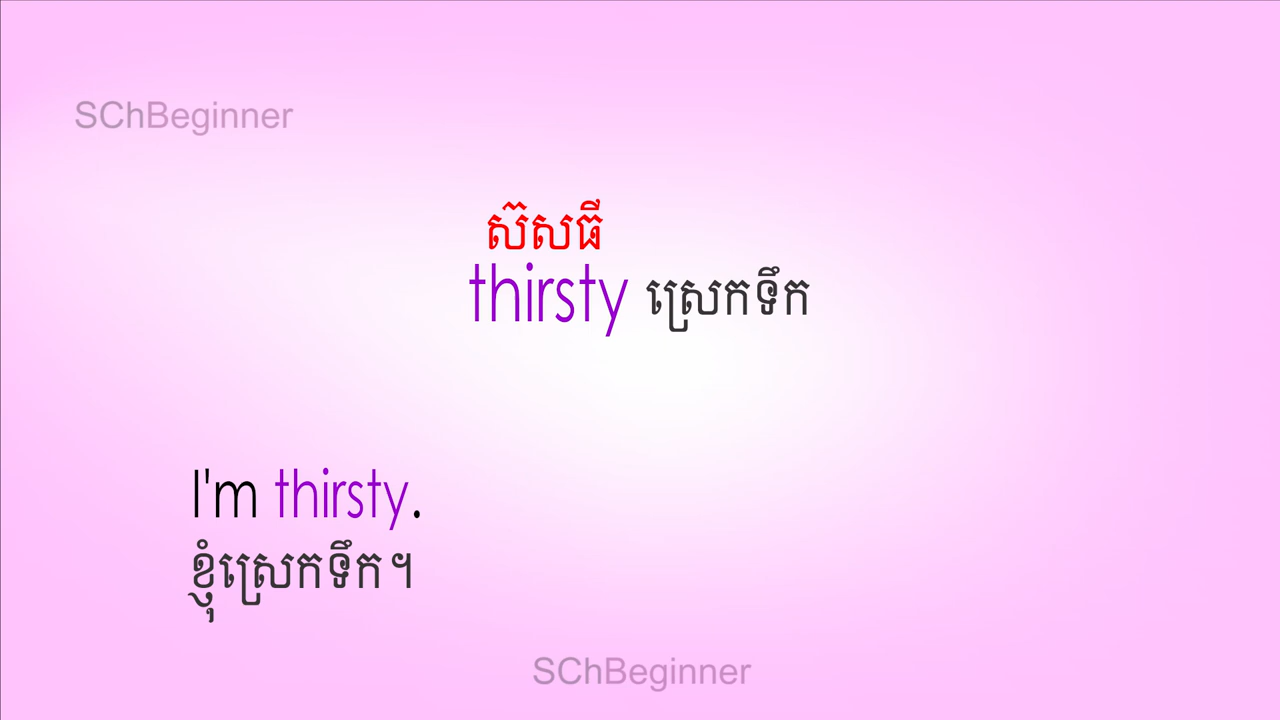 SChBeginner
ស៊សធី
thirsty ស្រេកទឹក
I'm thirsty.
ខ្ញុំស្រេកទឹក។
SChBeginner